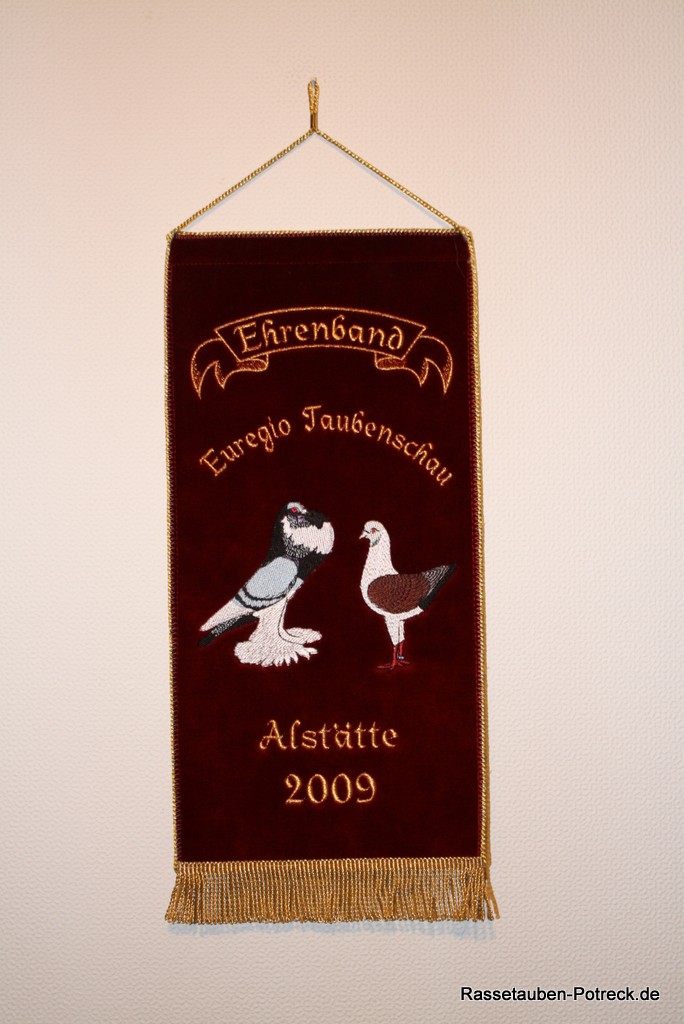 Ehrenband
Euregio Taubenschau
Alstätte
2009
Rassetauben-Potreck.de